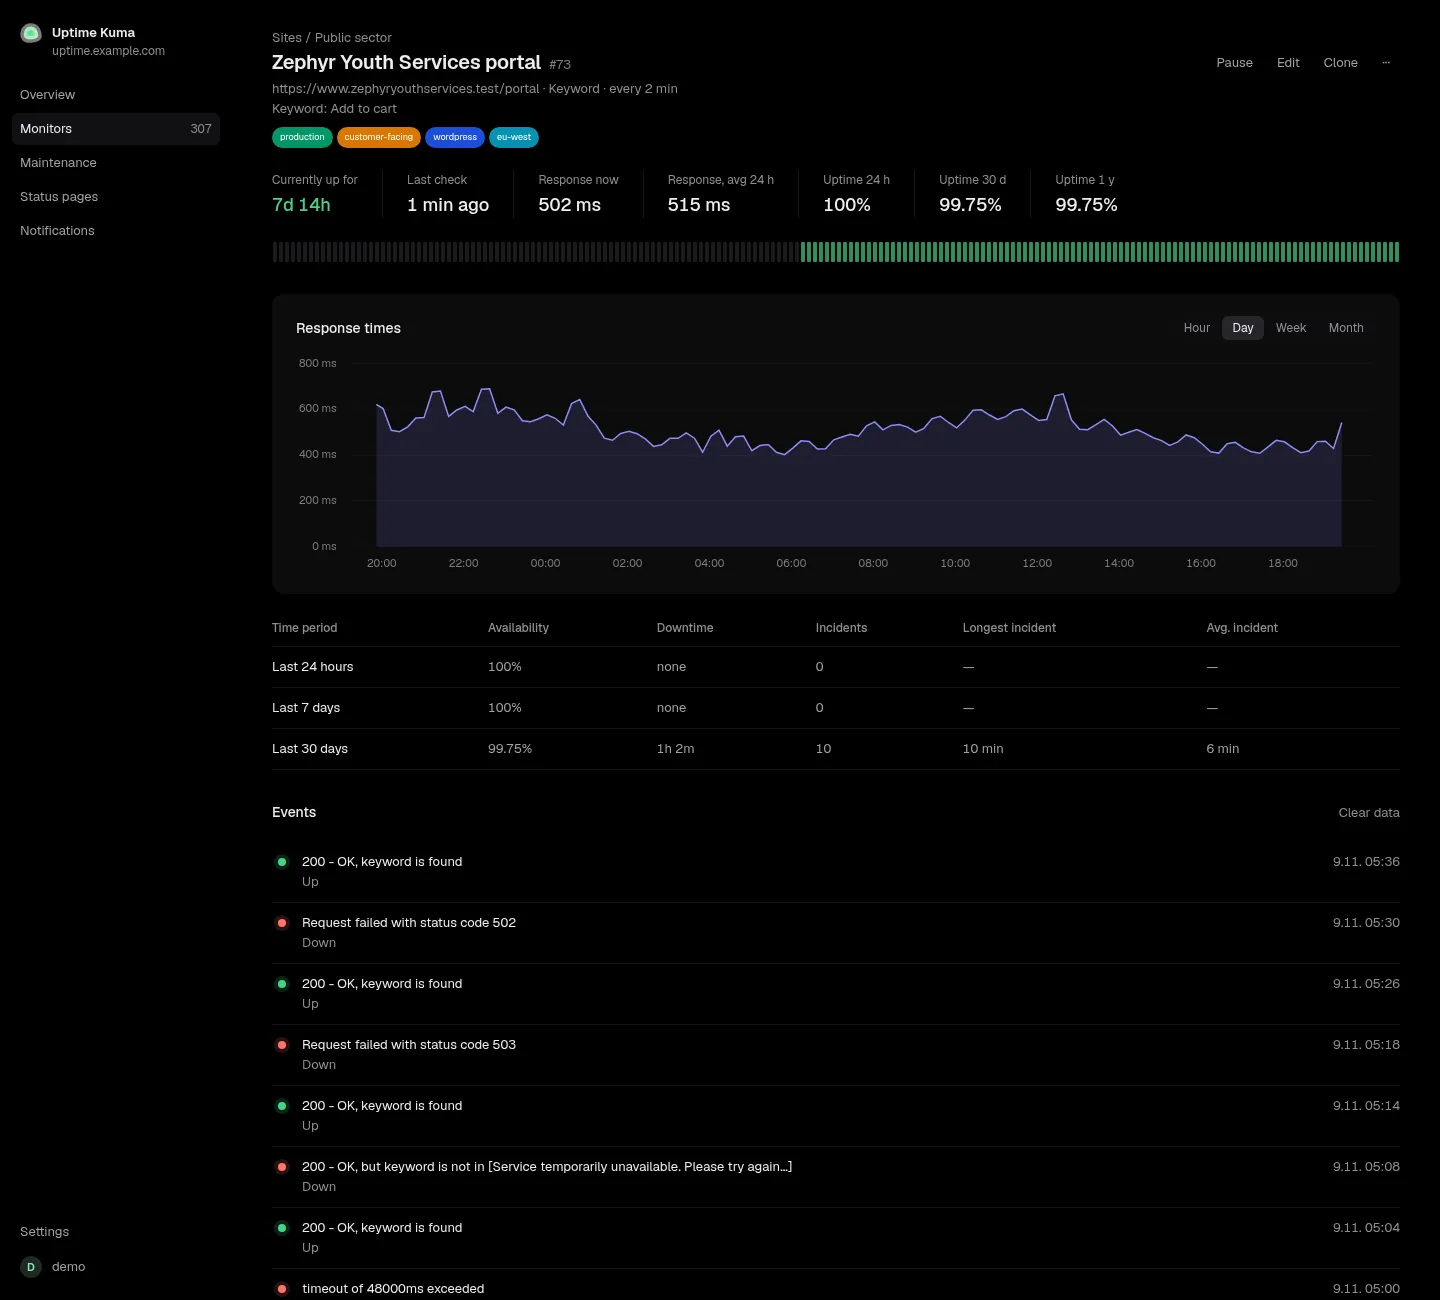 Uptime Kuma
uptime.example.com
Overview
Monitors 307
Maintenance
Status pages
Notifications
Settings
D demo
Sites / Public sector
Zephyr Youth Services portal #73
Pause Edit Clone ···
https://www.zephyryouthservices.test/portal · Keyword · every 2 min
Keyword: Add to cart
production customer-facing wordpress eu-west
Currently up for Last check Response now Response, avg 24 h Uptime 24 h Uptime 30 d Uptime 1 y
7d 14h 1 min ago 502 ms 515 ms 100% 99.75% 99.75%
Response times Hour Day Week Month
800 ms
600 ms
400 ms
200 ms
0 ms
20:00 22:00 00:00 02:00 04:00 06:00 08:00 10:00 12:00 14:00 16:00 18:00
Time period Availability Downtime Incidents Longest incident Avg. incident
Last 24 hours 100% none 0 — —
Last 7 days 100% none 0 — —
Last 30 days 99.75% 1h 2m 10 10 min 6 min
Events Clear data
200 - OK, keyword is found 9.11. 05:36
Up
Request failed with status code 502 9.11. 05:30
Down
200 - OK, keyword is found 9.11. 05:26
Up
Request failed with status code 503 9.11. 05:18
Down
200 - OK, keyword is found 9.11. 05:14
Up
200 - OK, but keyword is not in [Service temporarily unavailable. Please try again...] 9.11. 05:08
Down
200 - OK, keyword is found 9.11. 05:04
Up
timeout of 48000ms exceeded 9.11. 05:00